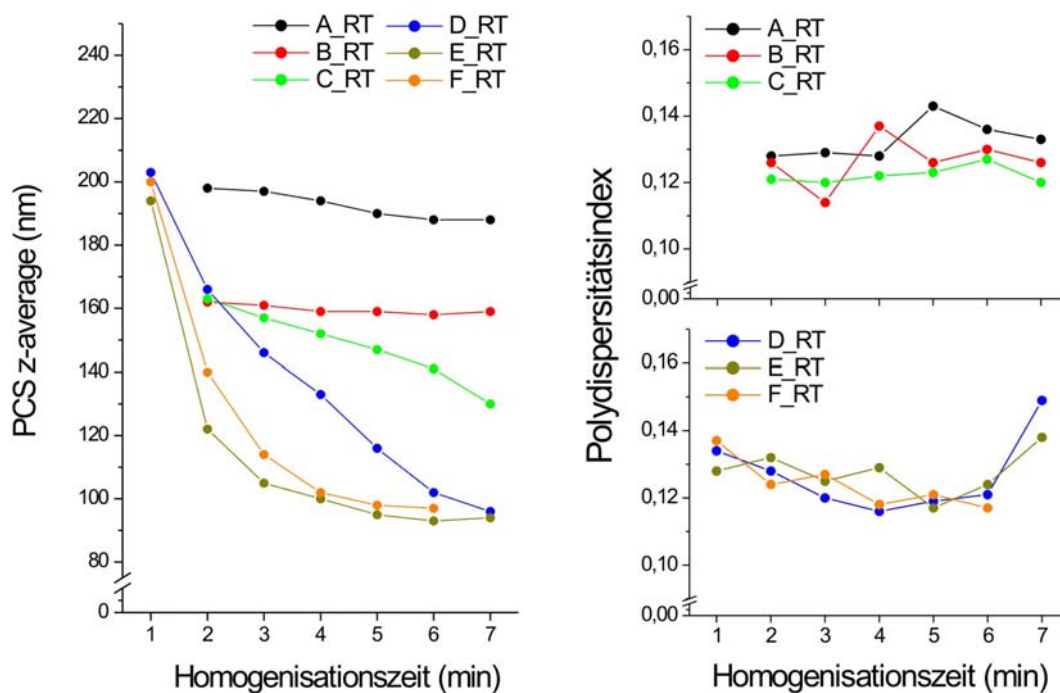 PCS z-average (nm)
250
240
220
200
180
160
140
120
100
80
0
A_RT
B_RT
C_RT
D_RT
E_RT
F_RT
1 2 3 4 5 6 7
Homogenisationszeit (min)
Polydispersitätsindex
0,16
0,14
0,12
0,10
0,00
A_RT
B_RT
C_RT
0,16
0,14
0,12
0,10
0,00
D_RT
E_RT
F_RT
1 2 3 4 5 6 7
Homogenisationszeit (min)